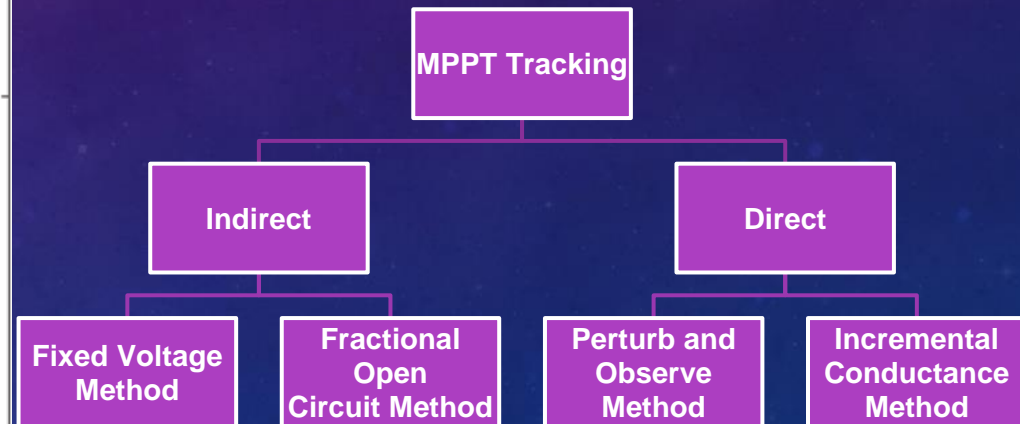 MPPT Tracking
Indirect
Direct
Fixed Voltage
Method
Fractional
Open
Circuit Method
Perturb and
Observe
Method
Incremental
Conductance
Method